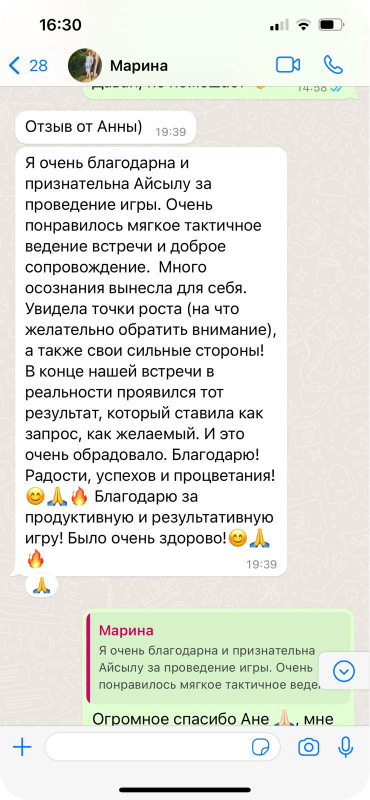 16:30
28
Марина
14:58
Отзыв от Анны)
19:39
Я очень благодарна и
признательна Айсылу за
проведение игры. Очень
понравилось мягкое тактичное
ведение встречи и доброе
сопровождение.  Много
осознания вынесла для себя.
Увидела точки роста (на что
желательно обратить внимание),
а также свои сильные стороны!
В конце нашей встречи в
реальности проявился тот
результат, который ставила как
запрос, как желаемый. И это
очень обрадовало. Благодарю!
Радости, успехов и процветания!
😊🙏🔥 Благодарю за
продуктивную и результативную
игру! Было очень здорово!😊🙏
🔥
19:39
🙏
Марина
Я очень благодарна и признательна
Айсылу за проведение игры. Очень
понравилось мягкое тактичное веде...
Огромное спасибо Ане 🙏🏻, мне